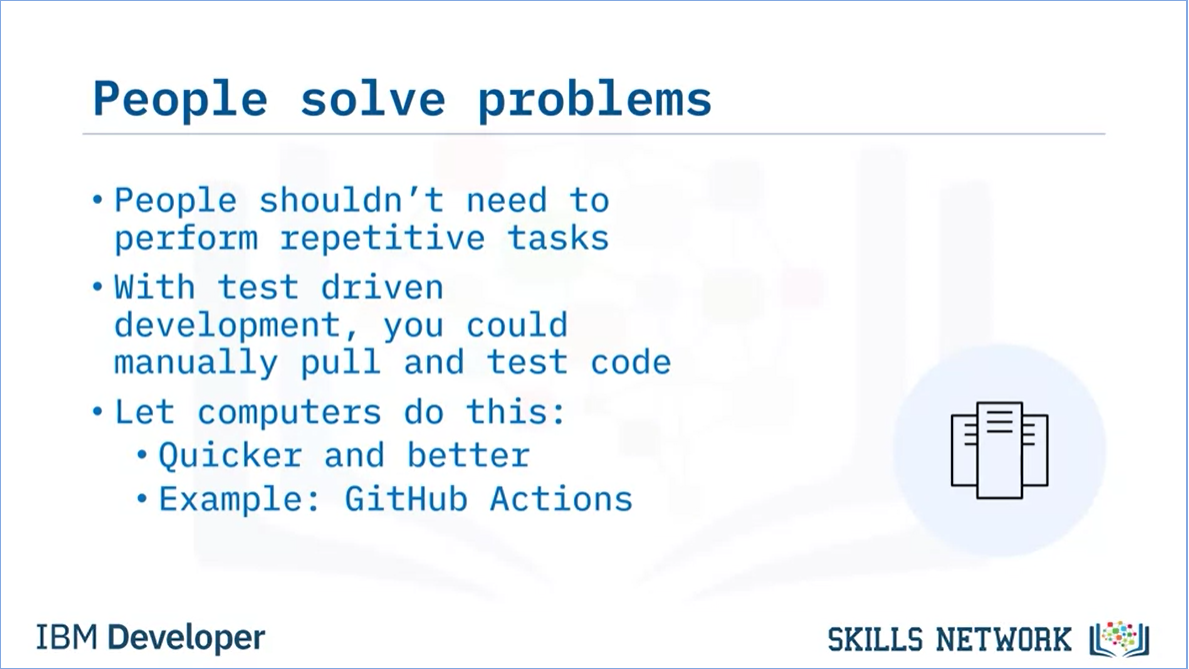 People solve problems
• People shouldn’t need to
perform repetitive tasks
• With test driven
development, you could
manually pull and test code
• Let computers do this:
• Quicker and better
• Example: GitHub Actions
IBM Developer
SKILLS NETWORK